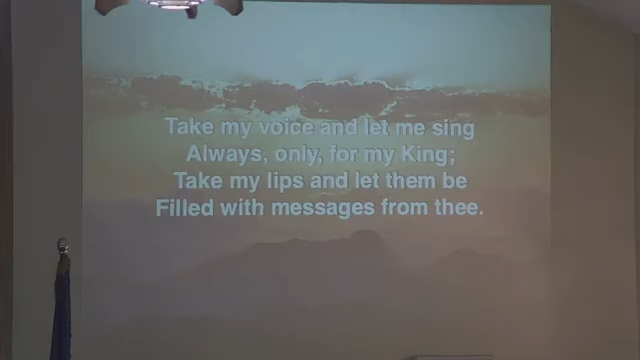 Take my voice and let me sing
Always, only, for my King;
Take my lips and let them be
Filled with messages from thee.